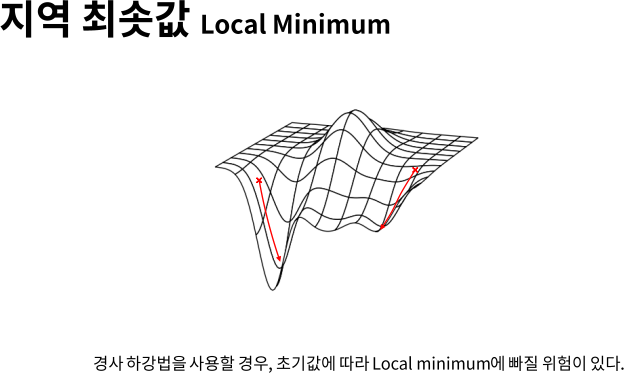 지역 최솟값 Local Minimum
경사 하강법을 사용할 경우, 초기값에 따라 Local minimum에 빠질 위험이 있다.